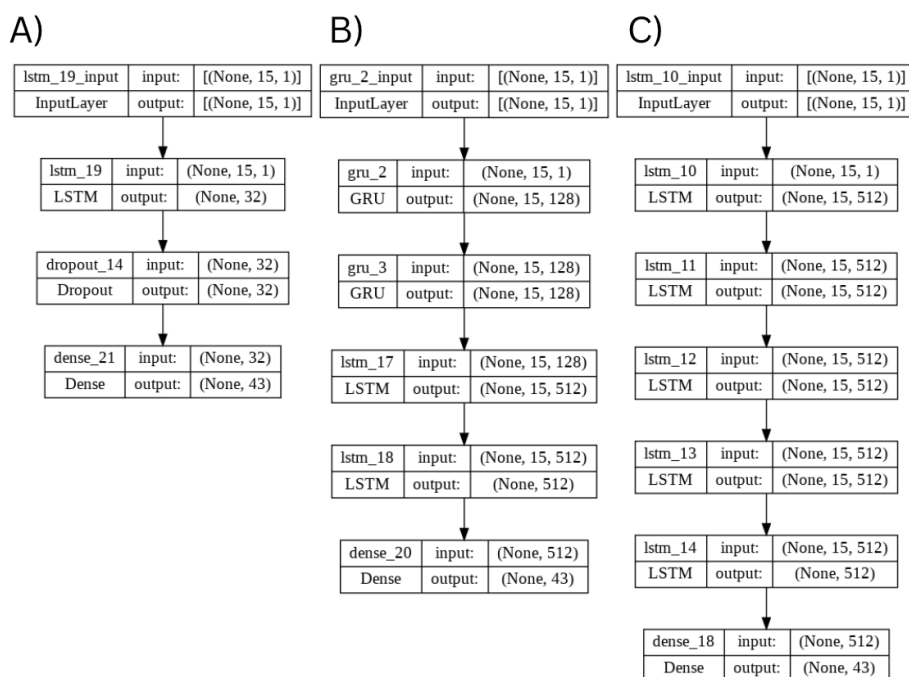 A)
lstm_19_input input: [(None, 15, 1)]
InputLayer output: [(None, 15, 1)]
lstm_19 input: (None, 15, 1)
LSTM output: (None, 32)
dropout_14 input: (None, 32)
Dropout output: (None, 32)
dense_21 input: (None, 32)
Dense output: (None, 43)
B)
gru_2_input input: [(None, 15, 1)]
InputLayer output: [(None, 15, 1)]
gru_2 input: (None, 15, 1)
GRU output: (None, 15, 128)
gru_3 input: (None, 15, 128)
GRU output: (None, 15, 128)
lstm_17 input: (None, 15, 128)
LSTM output: (None, 15, 512)
lstm_18 input: (None, 15, 512)
LSTM output: (None, 512)
dense_20 input: (None, 512)
Dense output: (None, 43)
C)
lstm_10_input input: [(None, 15, 1)]
InputLayer output: [(None, 15, 1)]
lstm_10 input: (None, 15, 1)
LSTM output: (None, 15, 512)
lstm_11 input: (None, 15, 512)
LSTM output: (None, 15, 512)
lstm_12 input: (None, 15, 512)
LSTM output: (None, 15, 512)
lstm_13 input: (None, 15, 512)
LSTM output: (None, 15, 512)
lstm_14 input: (None, 15, 512)
LSTM output: (None, 512)
dense_18 input: (None, 512)
Dense output: (None, 43)